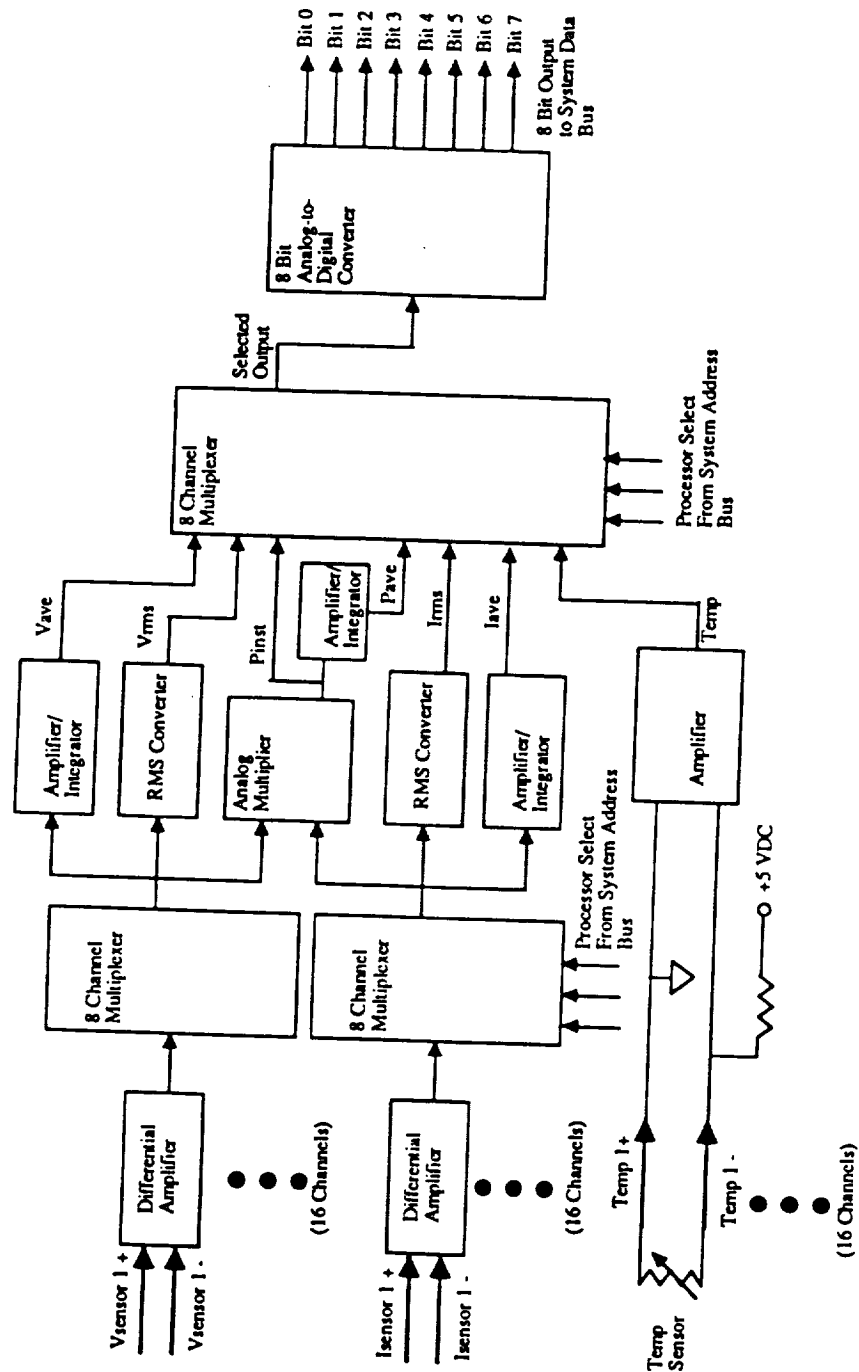 Vsensor 1 +
Vsensor 1 -
Differential
Amplifier
(16 Channels)
8 Channel
Multiplexer
Amplifier/
Integrator
RMS Converter
Analog
Multiplier
Vave
Vrms
Pinst
Amplifier/
Integrator
Pave
Irms
Iave
Isensor 1 +
Isensor 1 -
Differential
Amplifier
(16 Channels)
8 Channel
Multiplexer
Processor Select
From System Address
Bus
RMS Converter
Amplifier/
Integrator
Temp
Sensor
Temp 1+
Temp 1 -
(16 Channels)
+5 VDC
Amplifier
Temp
8 Channel
Multiplexer
Processor Select
From System Address
Bus
Selected
Output
8 Bit
Analog-to-
Digital
Converter
Bit 0
Bit 1
Bit 2
Bit 3
Bit 4
Bit 5
Bit 6
Bit 7
8 Bit Output
to System Data
Bus